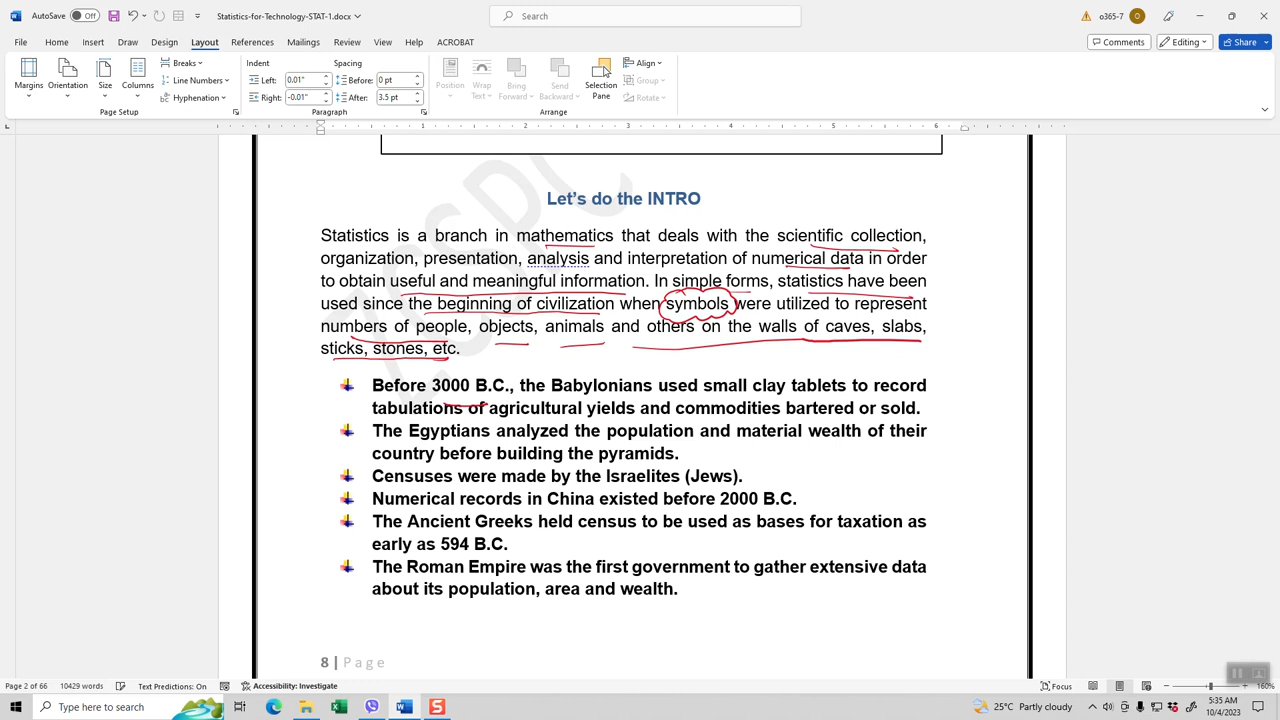 AutoSave Off Statistics-for-Technology-STAT-1.docx Search o365-7 O
File Home Insert Draw Design Layout References Mailings Review View Help ACROBAT Comments Editing Share
Breaks Indent Spacing Align
Margins Orientation Size Columns Line Numbers Left: 0.01" Before: 0 pt Position Wrap Text Bring Forward Send Backward Selection Pane Group
Hyphenation Right: -0.01" After: 3.5 pt Rotate
Page Setup Paragraph Arrange
1 2 3 4 5 6
Let's do the INTRO
Statistics is a branch in mathematics that deals with the scientific collection,
organization, presentation, analysis and interpretation of numerical data in order
to obtain useful and meaningful information. In simple forms, statistics have been
used since the beginning of civilization when symbols were utilized to represent
numbers of people, objects, animals and others on the walls of caves, slabs,
sticks, stones, etc.
Before 3000 B.C., the Babylonians used small clay tablets to record
tabulations of agricultural yields and commodities bartered or sold.
The Egyptians analyzed the population and material wealth of their
country before building the pyramids.
Censuses were made by the Israelites (Jews).
Numerical records in China existed before 2000 B.C.
The Ancient Greeks held census to be used as bases for taxation as
early as 594 B.C.
The Roman Empire was the first government to gather extensive data
about its population, area and wealth.
8 | Page
Page 2 of 66 10429 words Text Predictions: On Accessibility: Investigate Focus 160%
Type here to search 25°C Partly cloudy 5:35 AM
10/4/2023